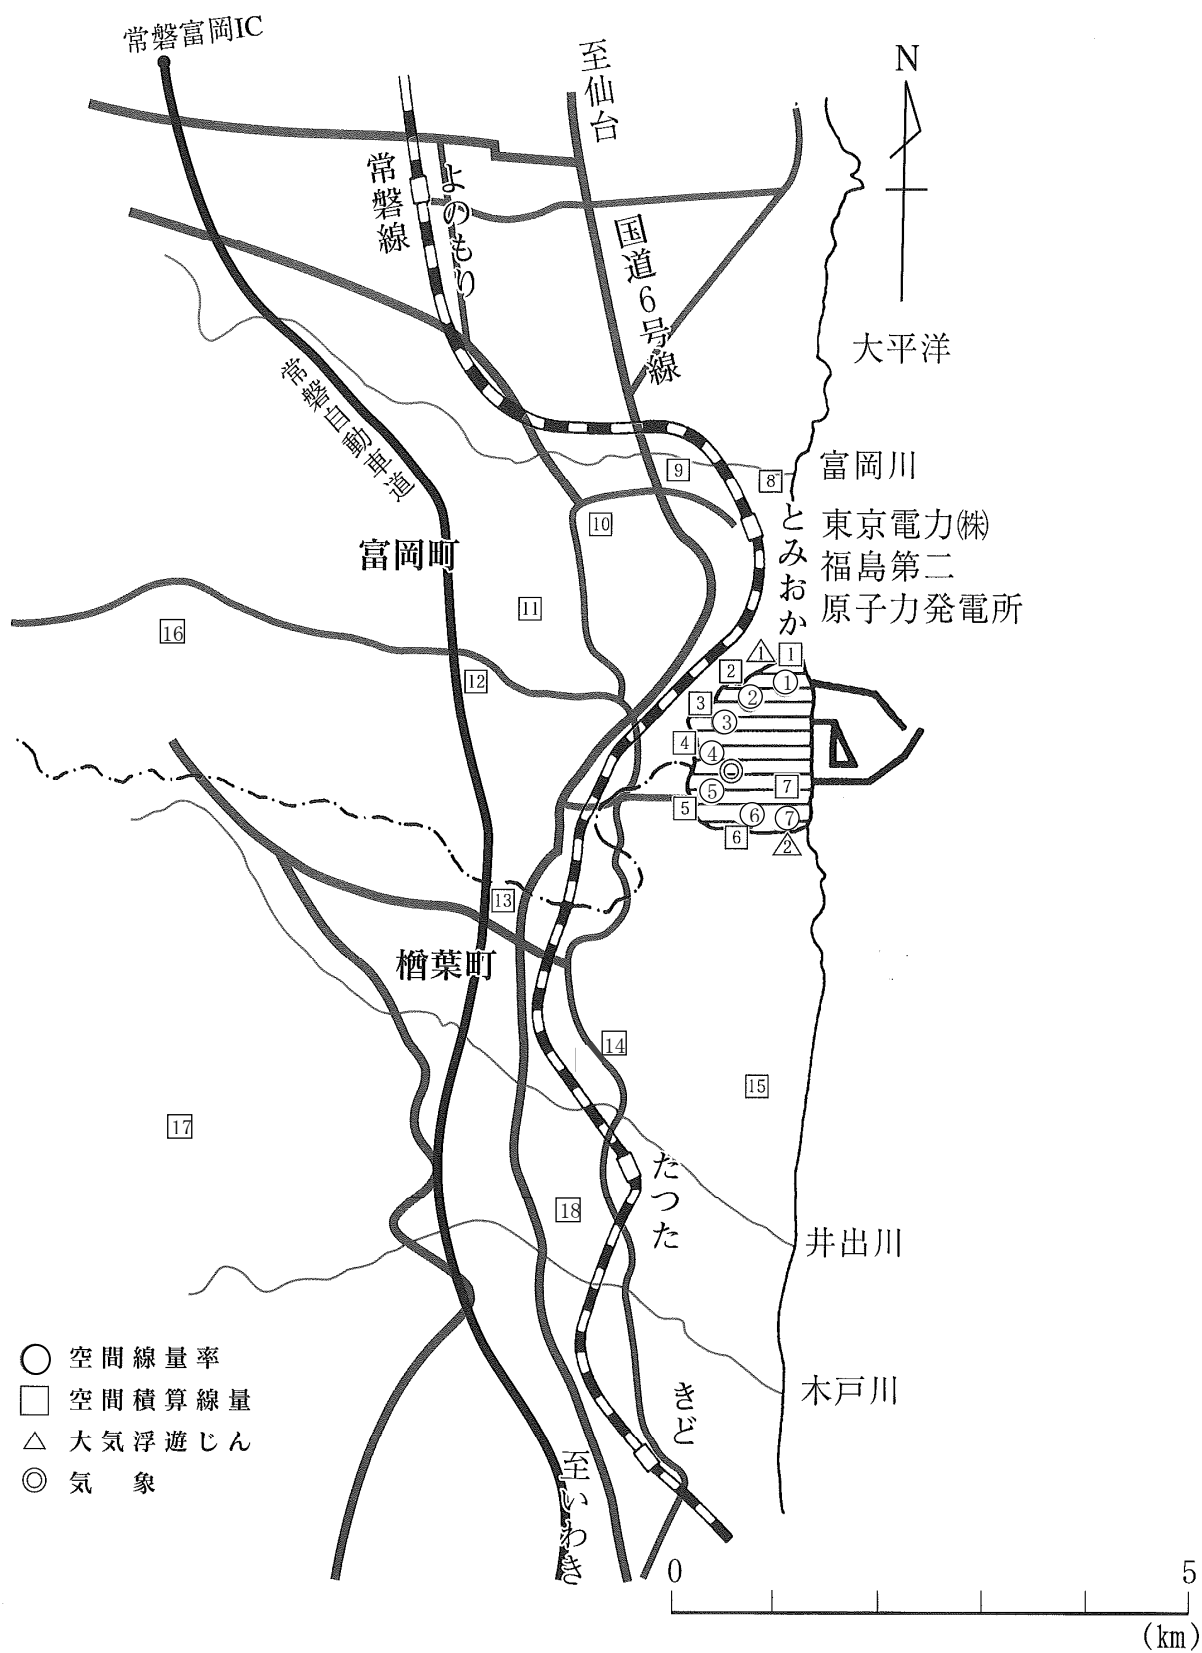 常磐富岡IC
至仙台
N
常磐線
よのもり
国道6号線
大平洋
常磐自動車道
富岡川
9
8
とみおか
東京電力㈱
福島第二
原子力発電所
10
富岡町
11
16
12
1
1
2
1
3
2
3
4
4
5
7
5
6
7
6
2
13
楢葉町
14
15
17
たつた
18
井出川
木戸川
きど
○ 空間線量率
□ 空間積算線量
△ 大気浮遊じん
◎ 気象
至いわき
0
5
(km)